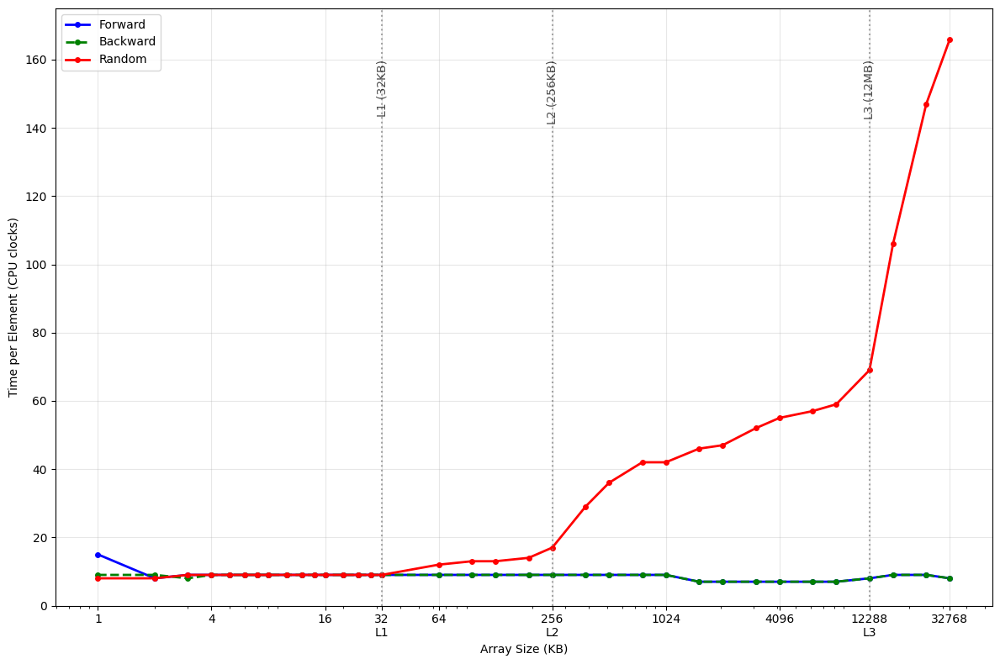 Forward
Backward
Random
L1 (32KB)
L2 (256KB)
L3 (12MB)
Time per Element (CPU clocks)
160
140
120
100
80
60
40
20
0
1
4
16
32
L1
64
256
L2
1024
4096
12288
L3
32768
Array Size (KB)